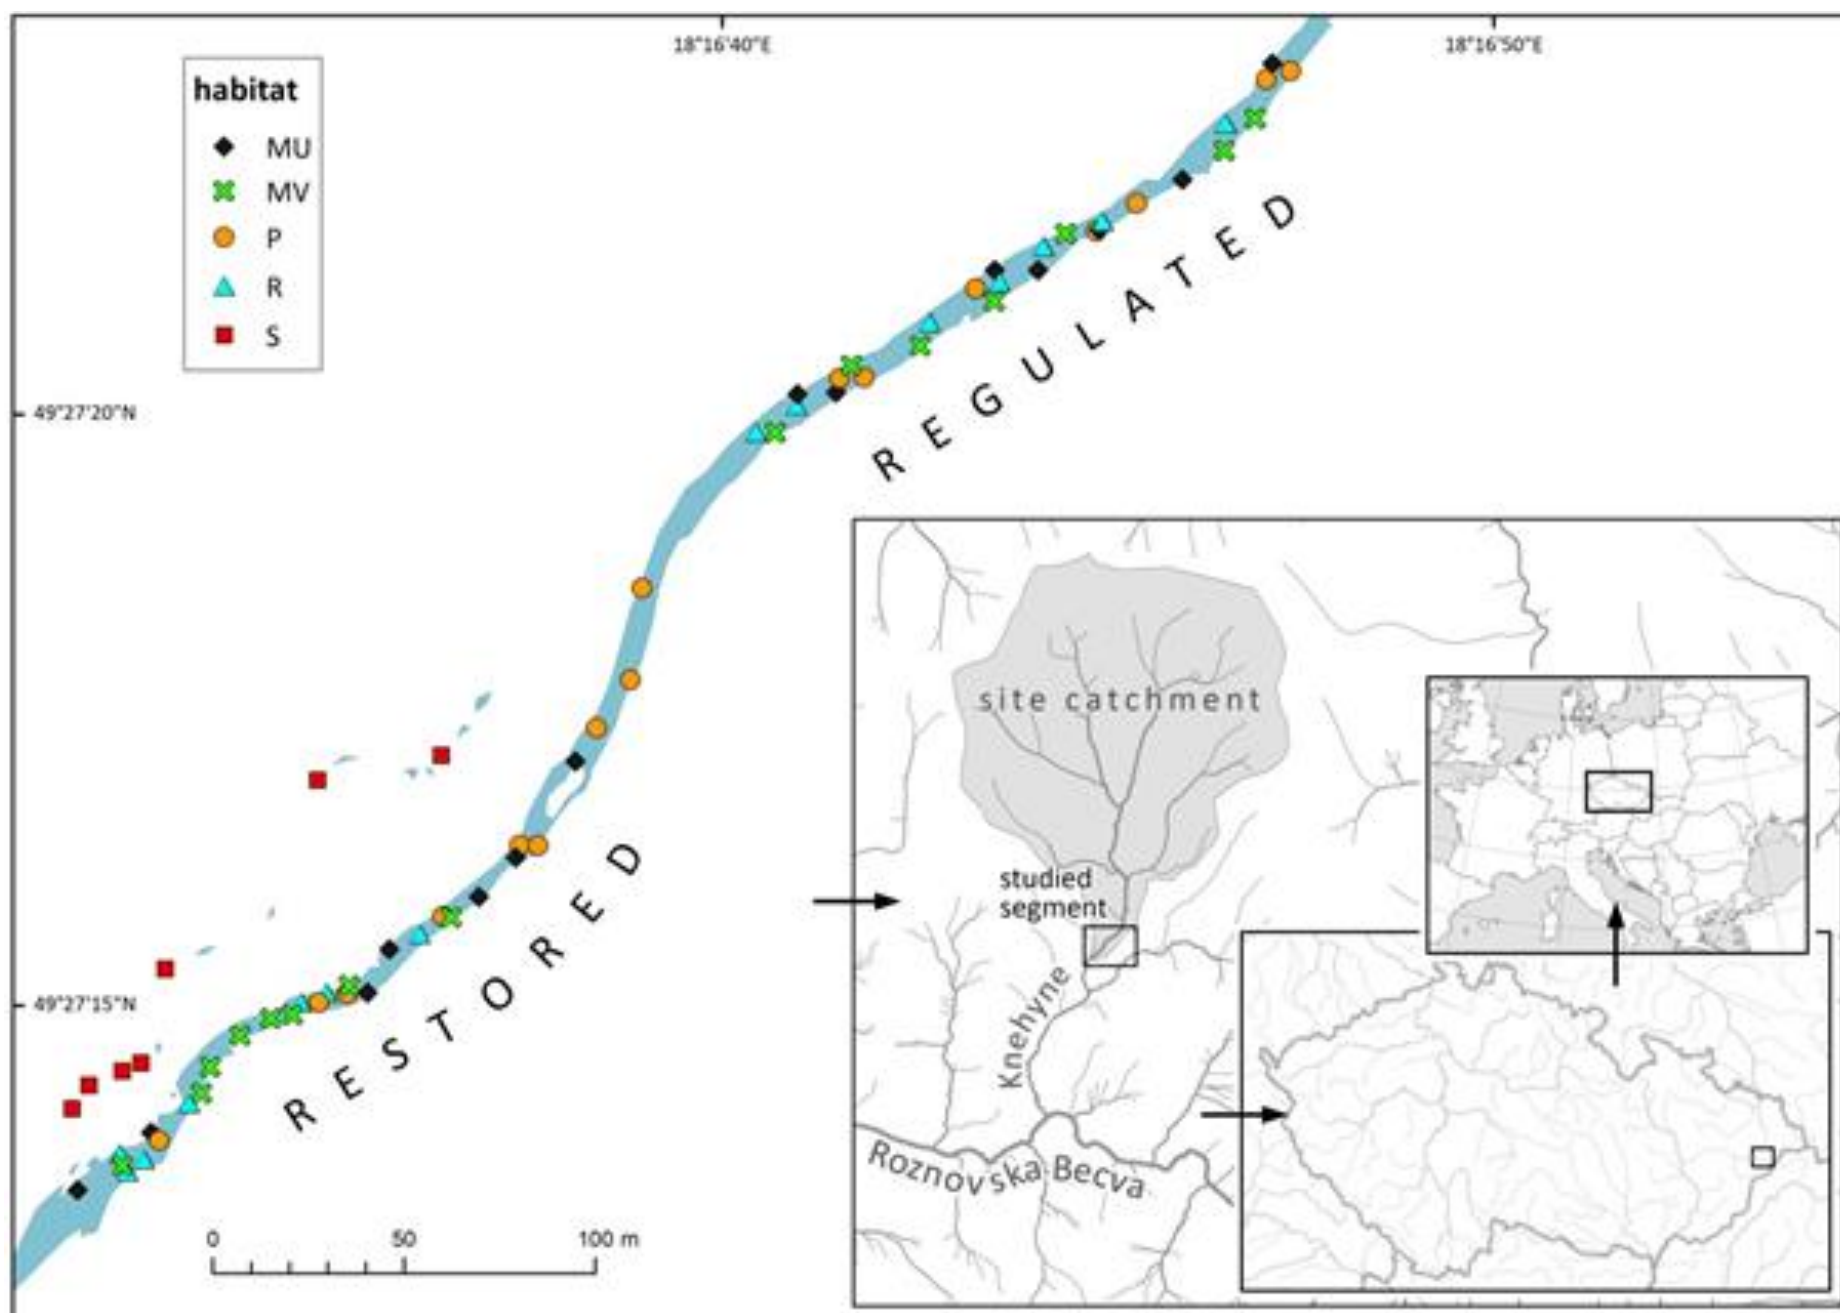 18°16'40"E
18°16'50"E
habitat
MU
MV
P
R
S
REGULATED
49°27'20"N
site catchment
studied
segment
RESTORED
49°27'15"N
Knehyne
Roznovska Becva
0 50 100 m